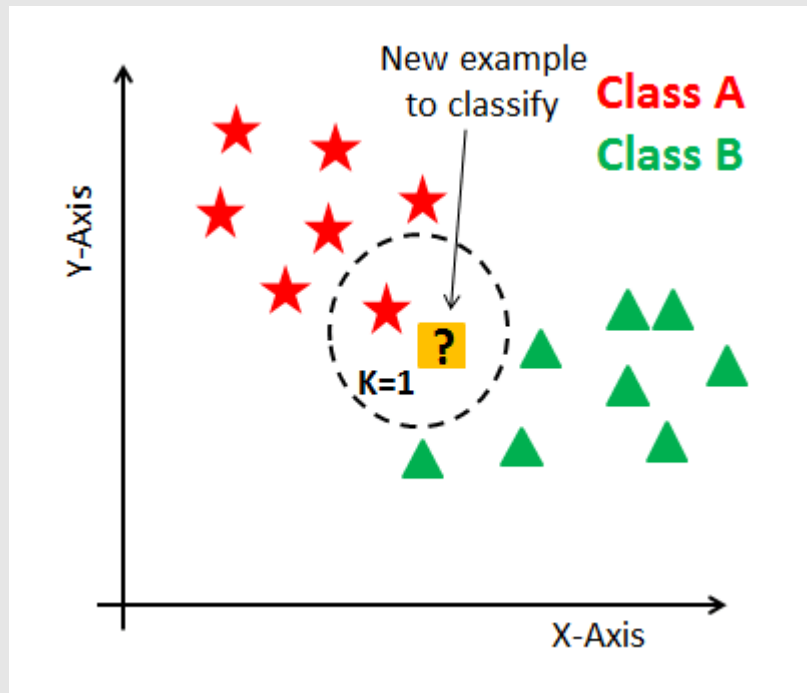 New example
to classify
Class A
Class B
Y-Axis
?
K=1
X-Axis